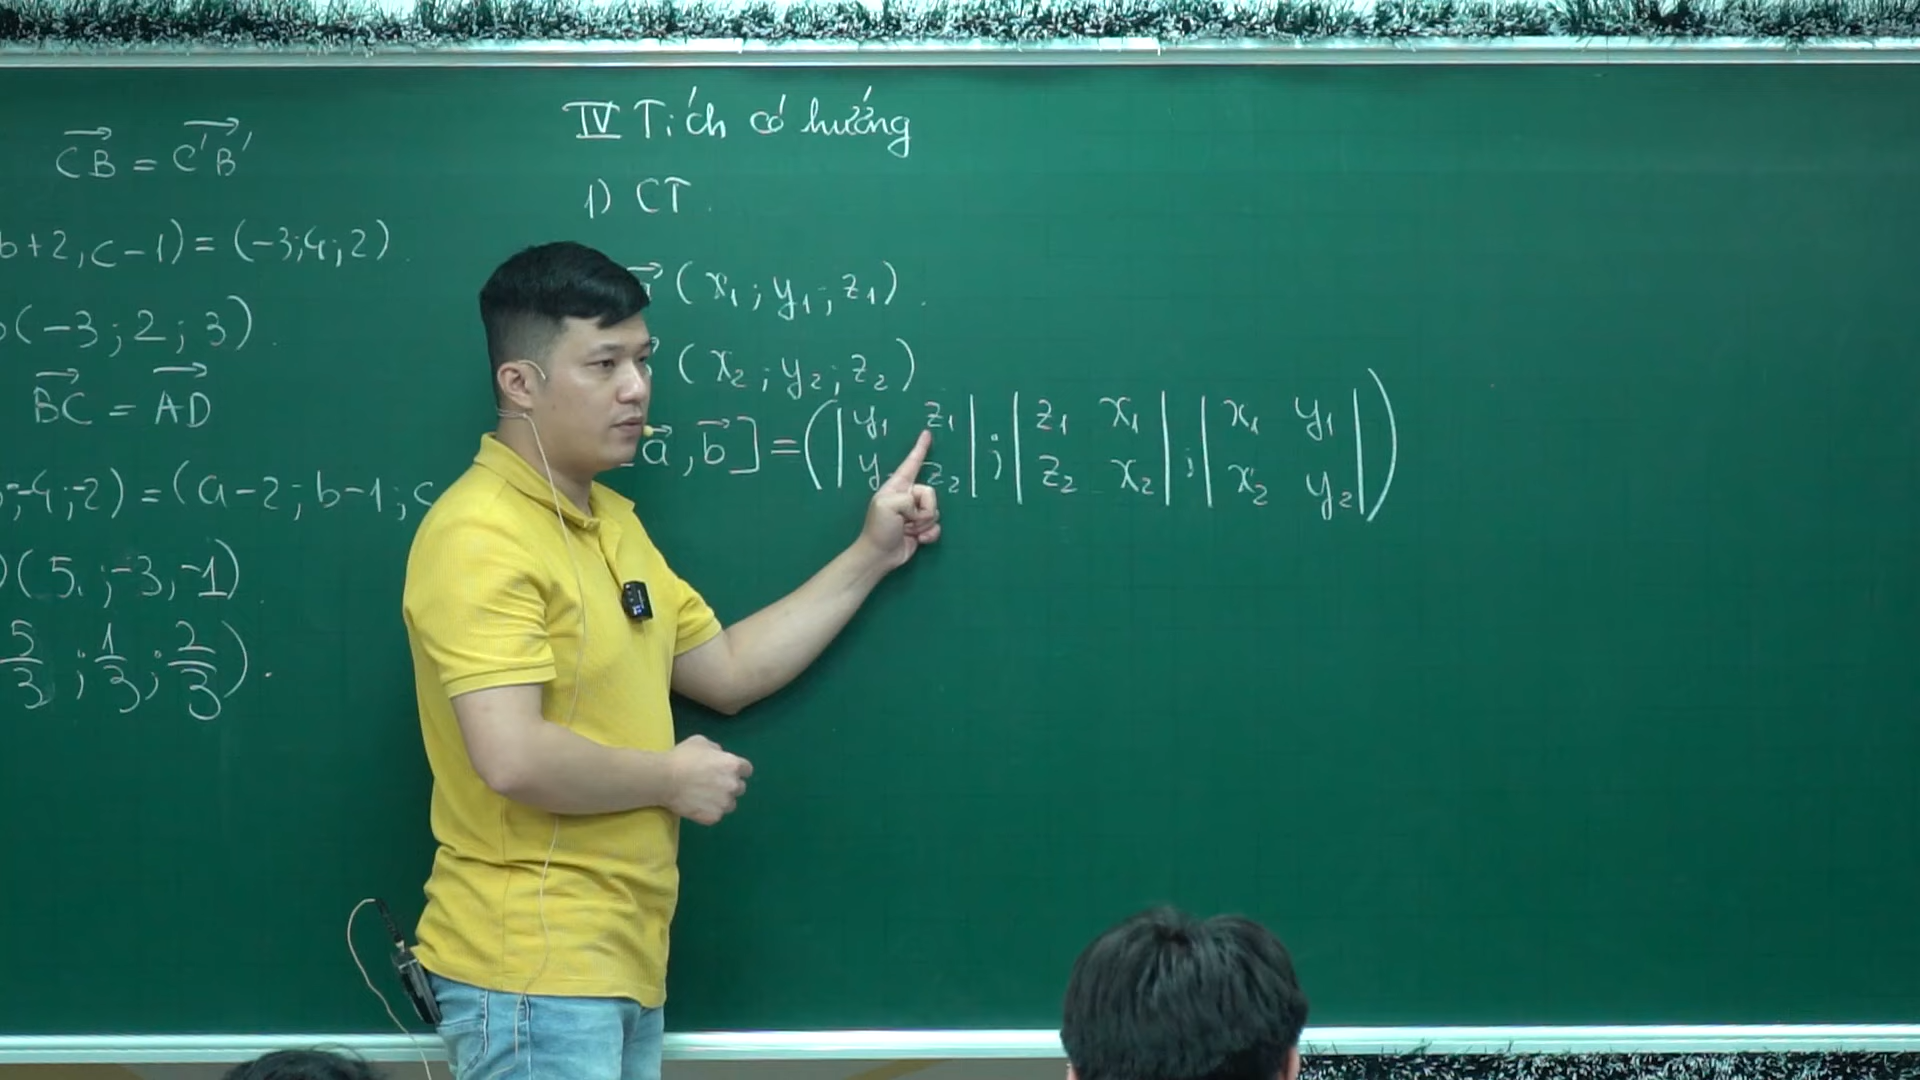 CB = C'B'
b+2, c-1) = (-3; 4; 2)
(-3; 2; 3).
BC = AD
; -4; -2) = (a-2; b-1; c
(5; -3, -1).
5/3 ; 1/3 ; 2/3).
IV Tích có hướng
1) CT.
(x₁; y₁; z₁).
(x₂; y₂; z₂)
a, b] = (|y₁ z₁| ; |z₁ x₁| ; |x₁ y₁|)
y z₂ z₂ x₂ x₂ y₂